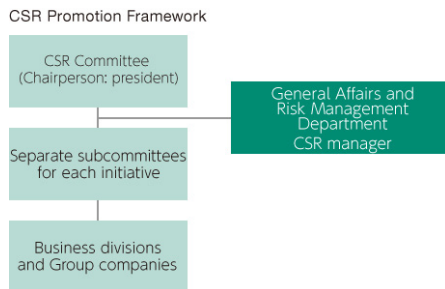 CSR Promotion Framework
CSR Committee
(Chairperson: president)
General Affairs and
Risk Management
Department
CSR manager
Separate subcommittees
for each initiative
Business divisions
and Group companies